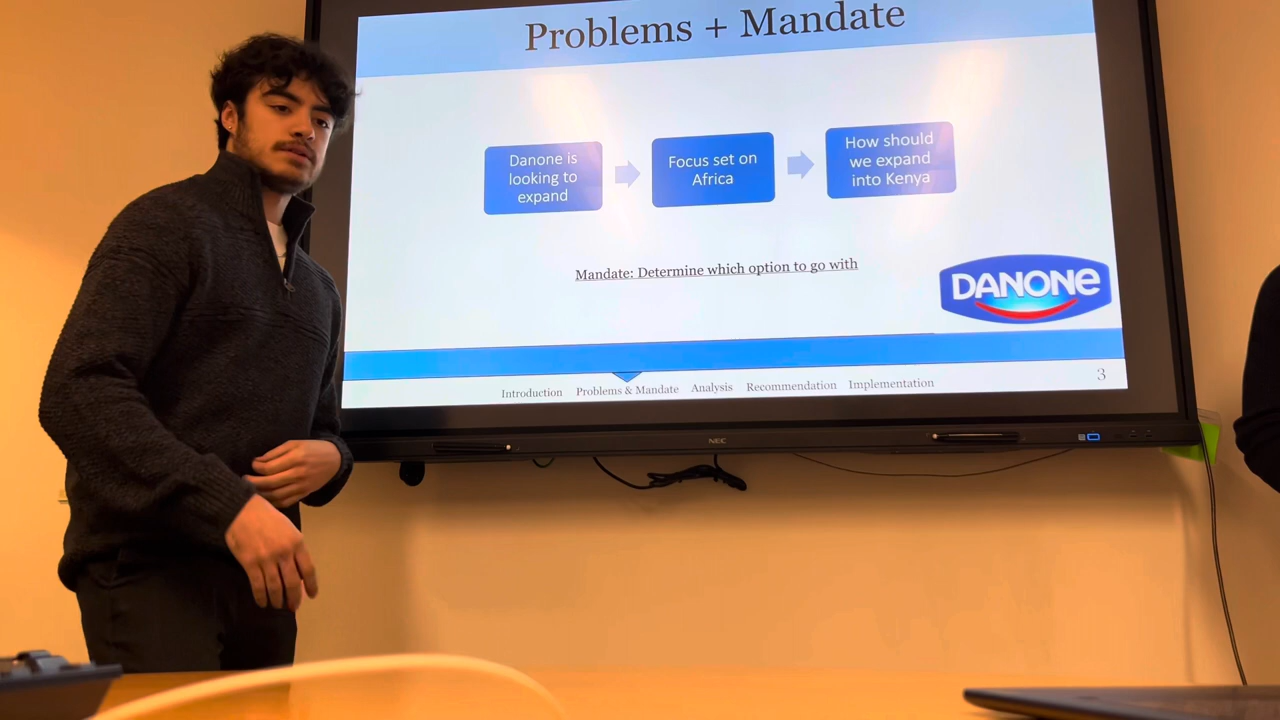 Problems + Mandate
Danone is
looking to
expand
Focus set on
Africa
How should
we expand
into Kenya
Mandate: Determine which option to go with
DANONE
Introduction Problems & Mandate Analysis Recommendation Implementation
3
NEC